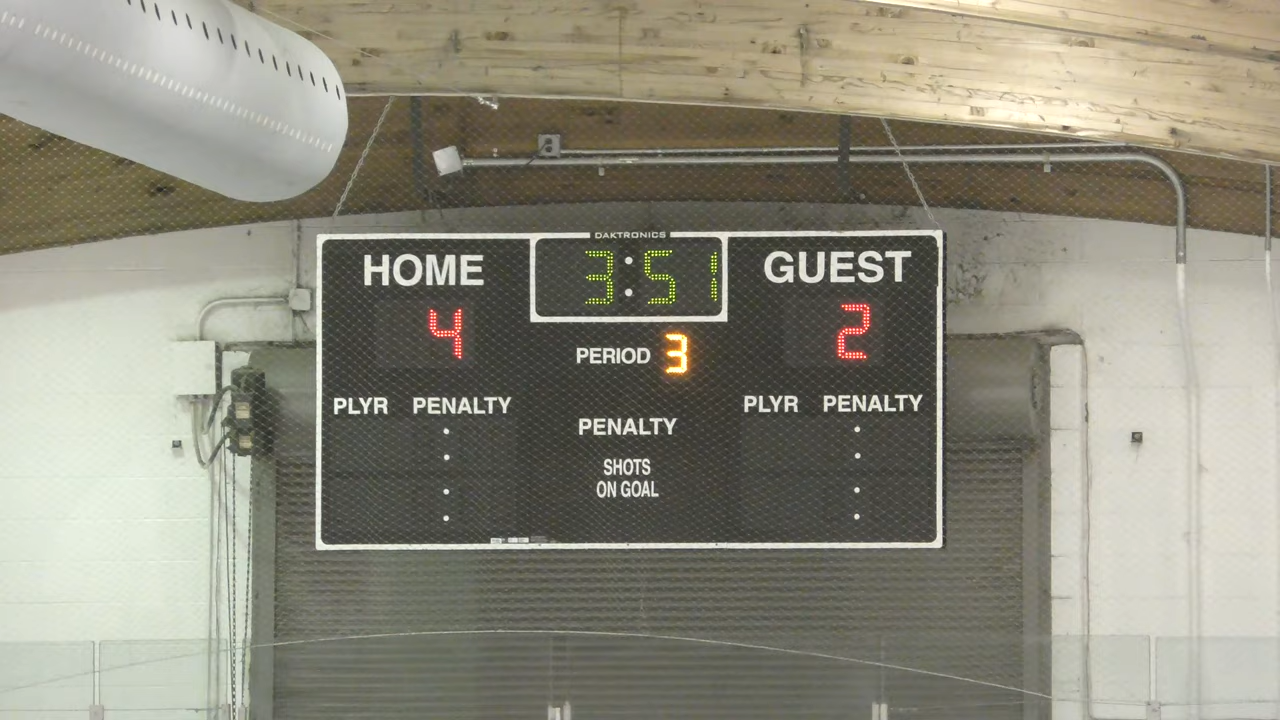 DAKTRONICS
HOME 3:51 GUEST
4 PERIOD 3 2
PLYR PENALTY PENALTY PLYR PENALTY
SHOTS
ON GOAL